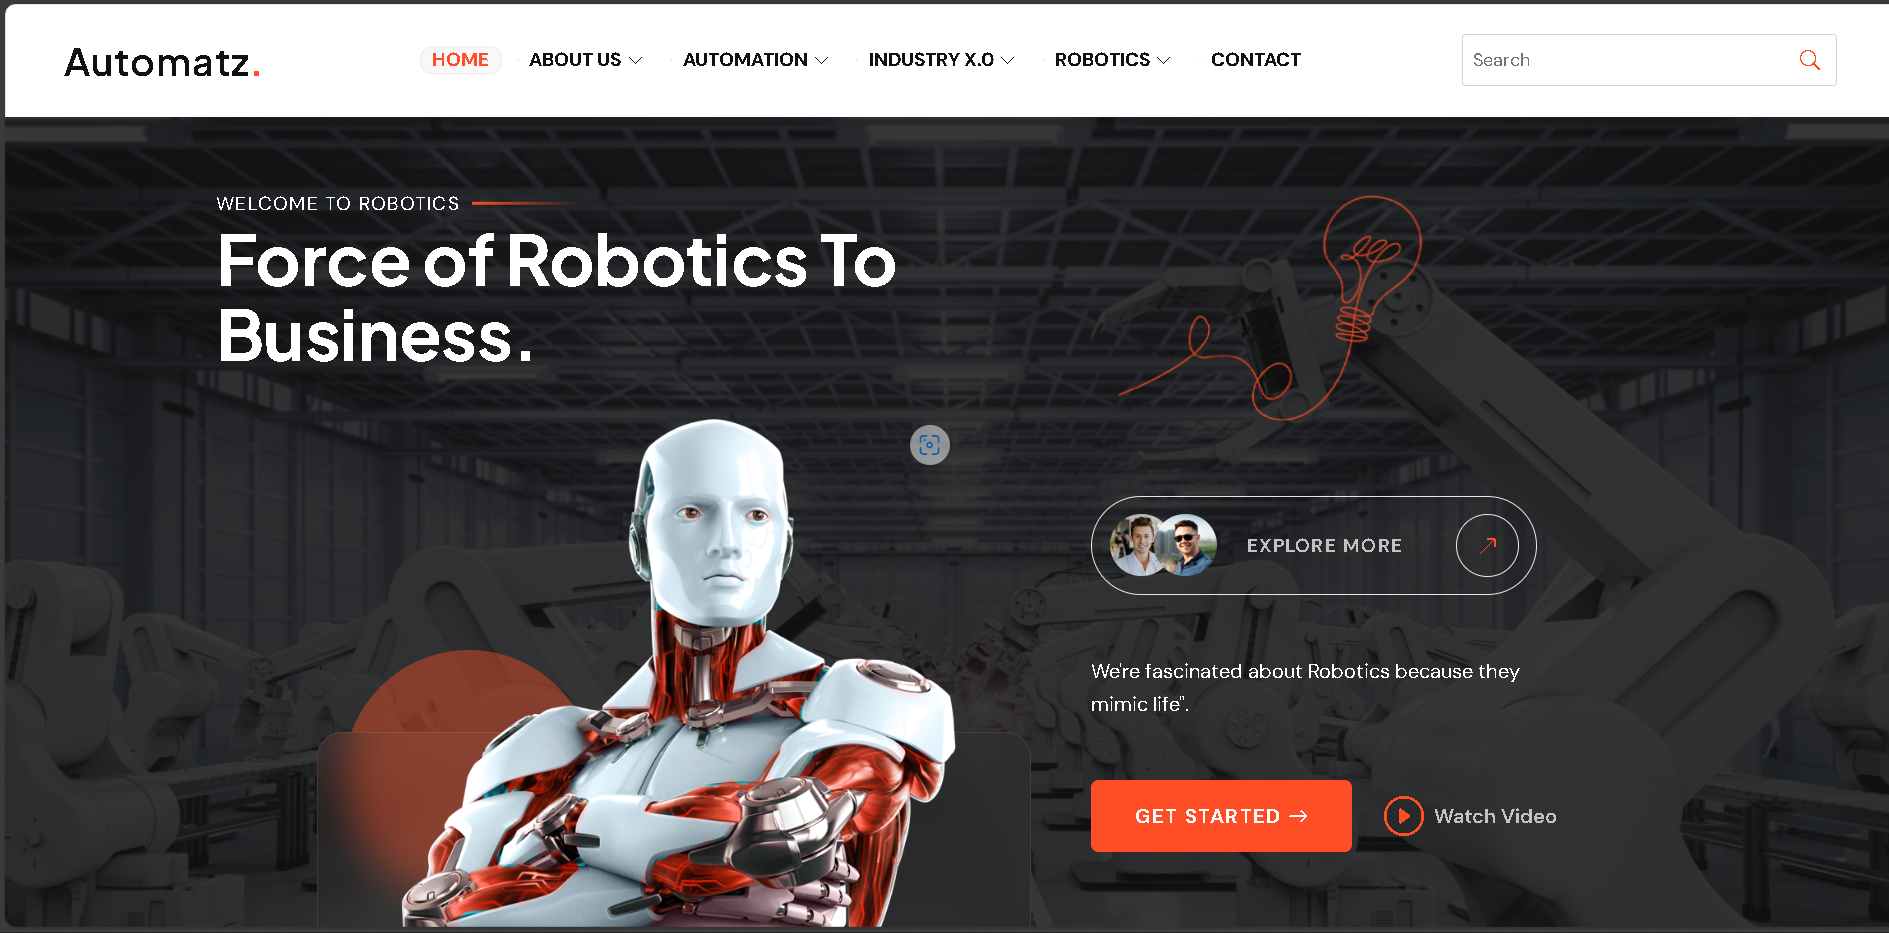 Automatz.
HOME
ABOUT US
AUTOMATION
INDUSTRY X.0
ROBOTICS
CONTACT
Search
WELCOME TO ROBOTICS
Force of Robotics To
Business.
EXPLORE MORE
We're fascinated about Robotics because they
mimic life".
GET STARTED →
Watch Video